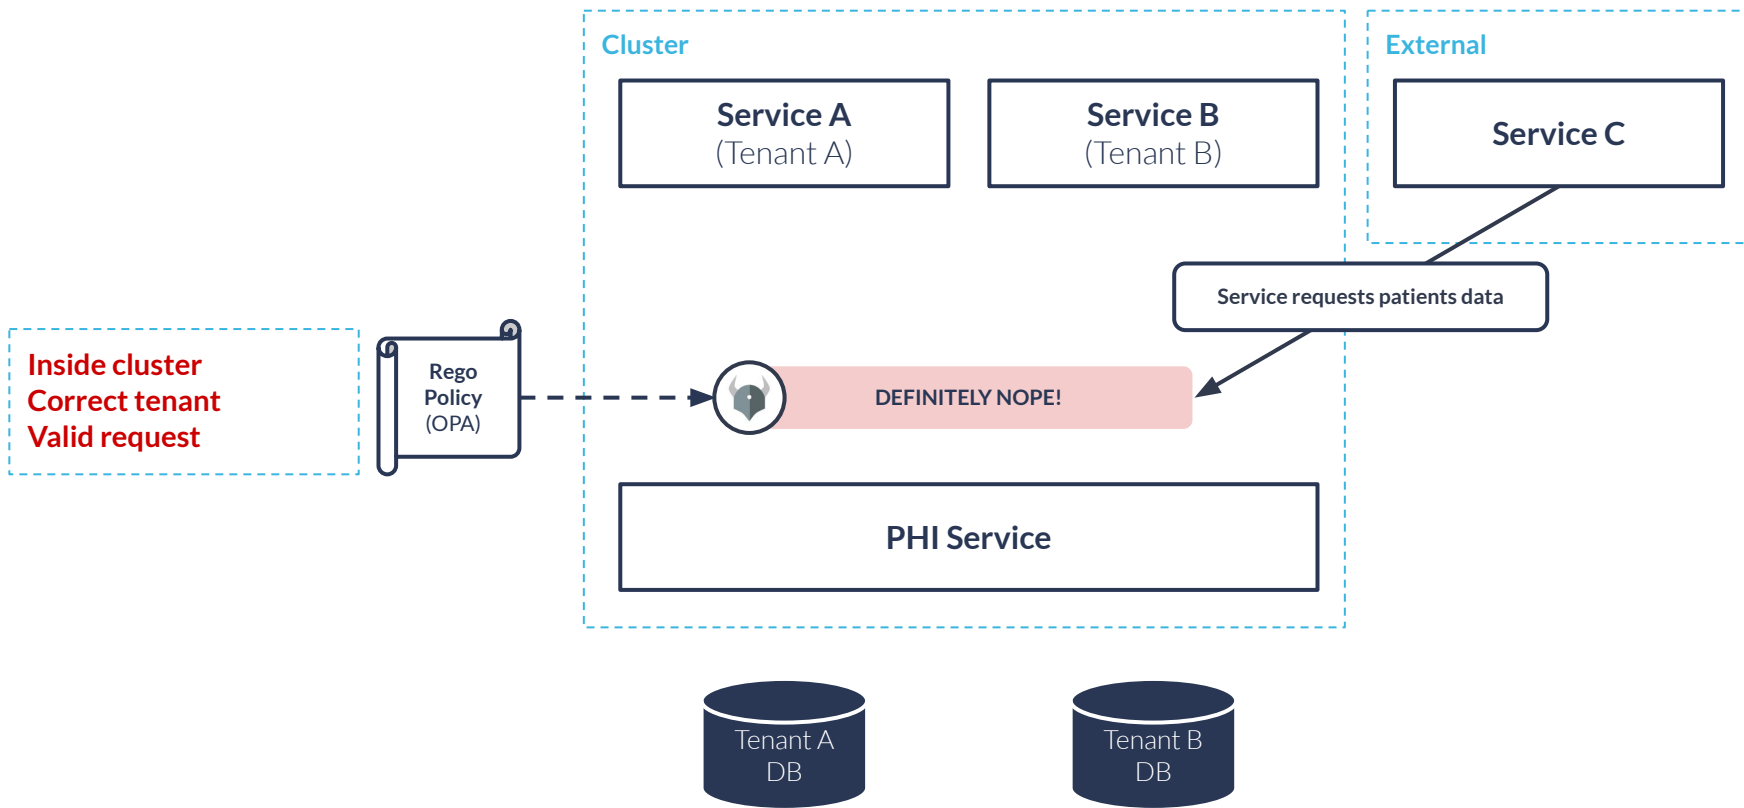 Cluster
External
Service A
(Tenant A)
Service B
(Tenant B)
Service C
Service requests patients data
Inside cluster
Correct tenant
Valid request
Rego
Policy
(OPA)
DEFINITELY NOPE!
PHI Service
Tenant A
DB
Tenant B
DB